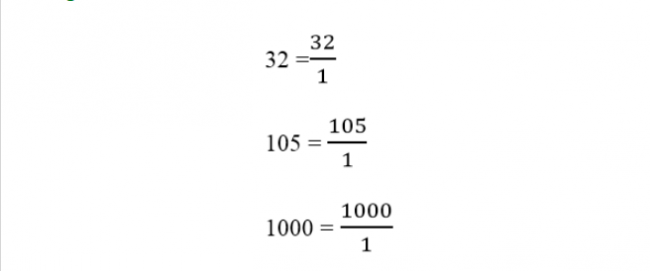 32 = 32/1
105 = 105/1
1000 = 1000/1